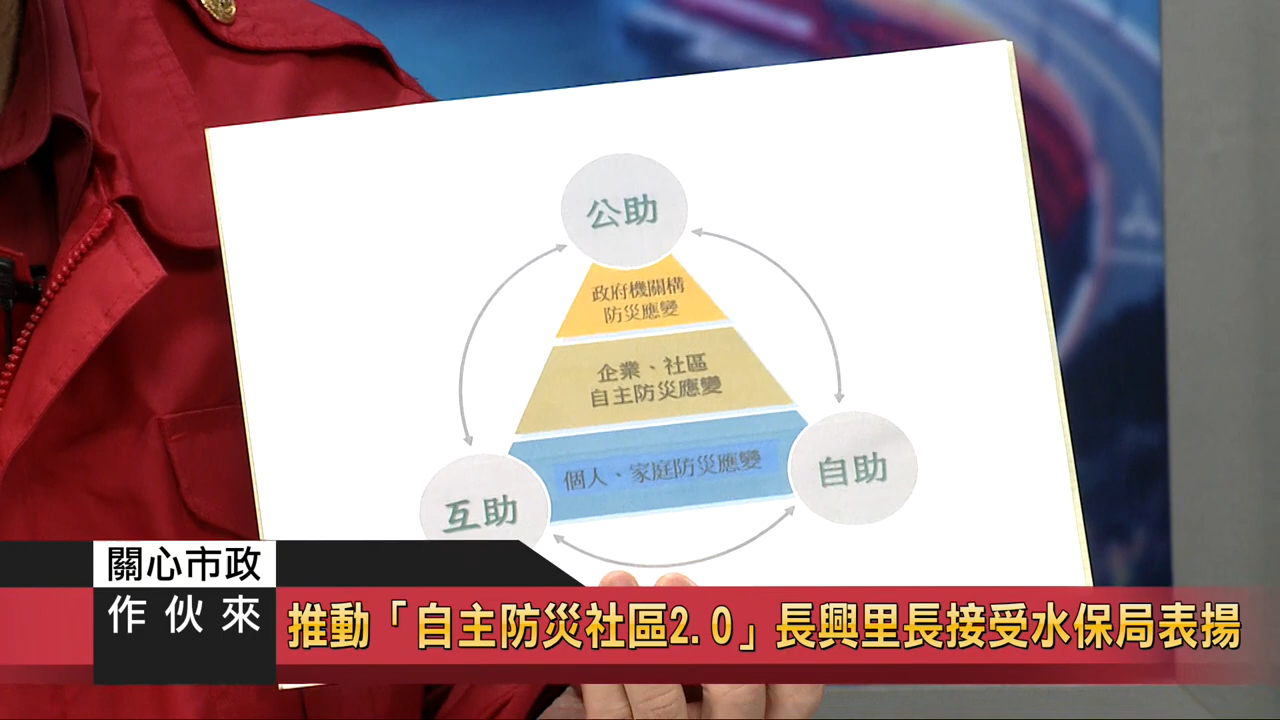 公助
政府機關構
防災應變
企業、社區
自主防災應變
個人、家庭防災應變
互助
自助
關心市政
作伙來
推動「自主防災社區2.0」長興里長接受水保局表揚